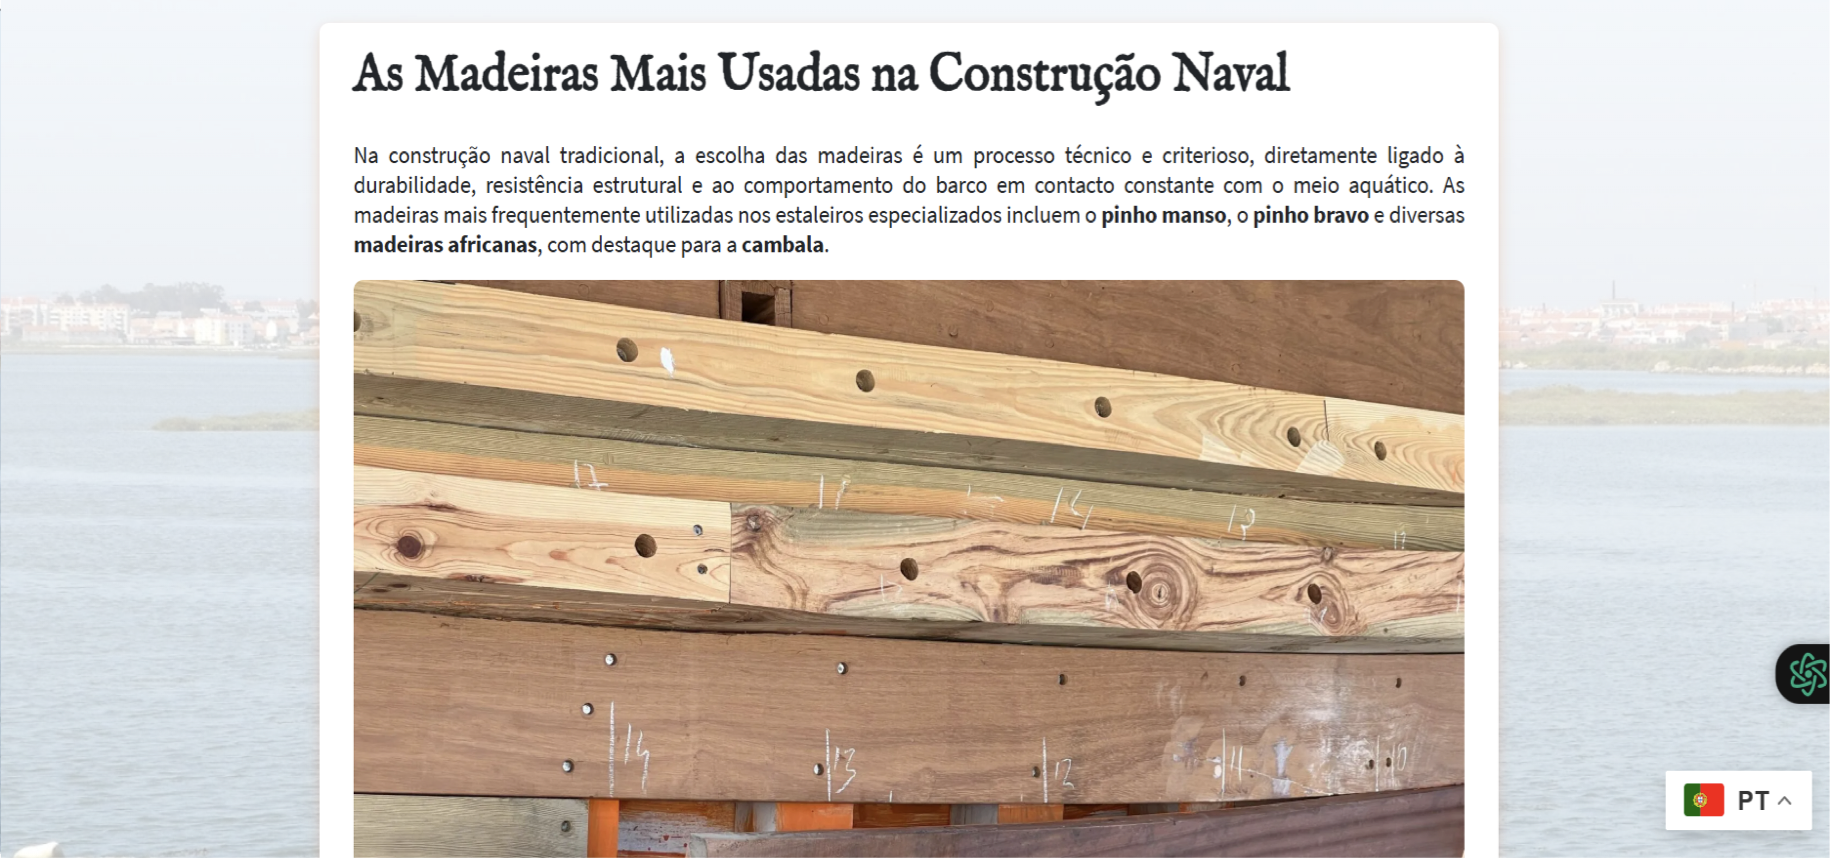 As Madeiras Mais Usadas na Construção Naval
Na construção naval tradicional, a escolha das madeiras é um processo técnico e criterioso, diretamente ligado à
durabilidade, resistência estrutural e ao comportamento do barco em contacto constante com o meio aquático. As
madeiras mais frequentemente utilizadas nos estaleiros especializados incluem o pinho manso, o pinho bravo e diversas
madeiras africanas, com destaque para a cambala.
17
13
14
13
12
11
10
PT